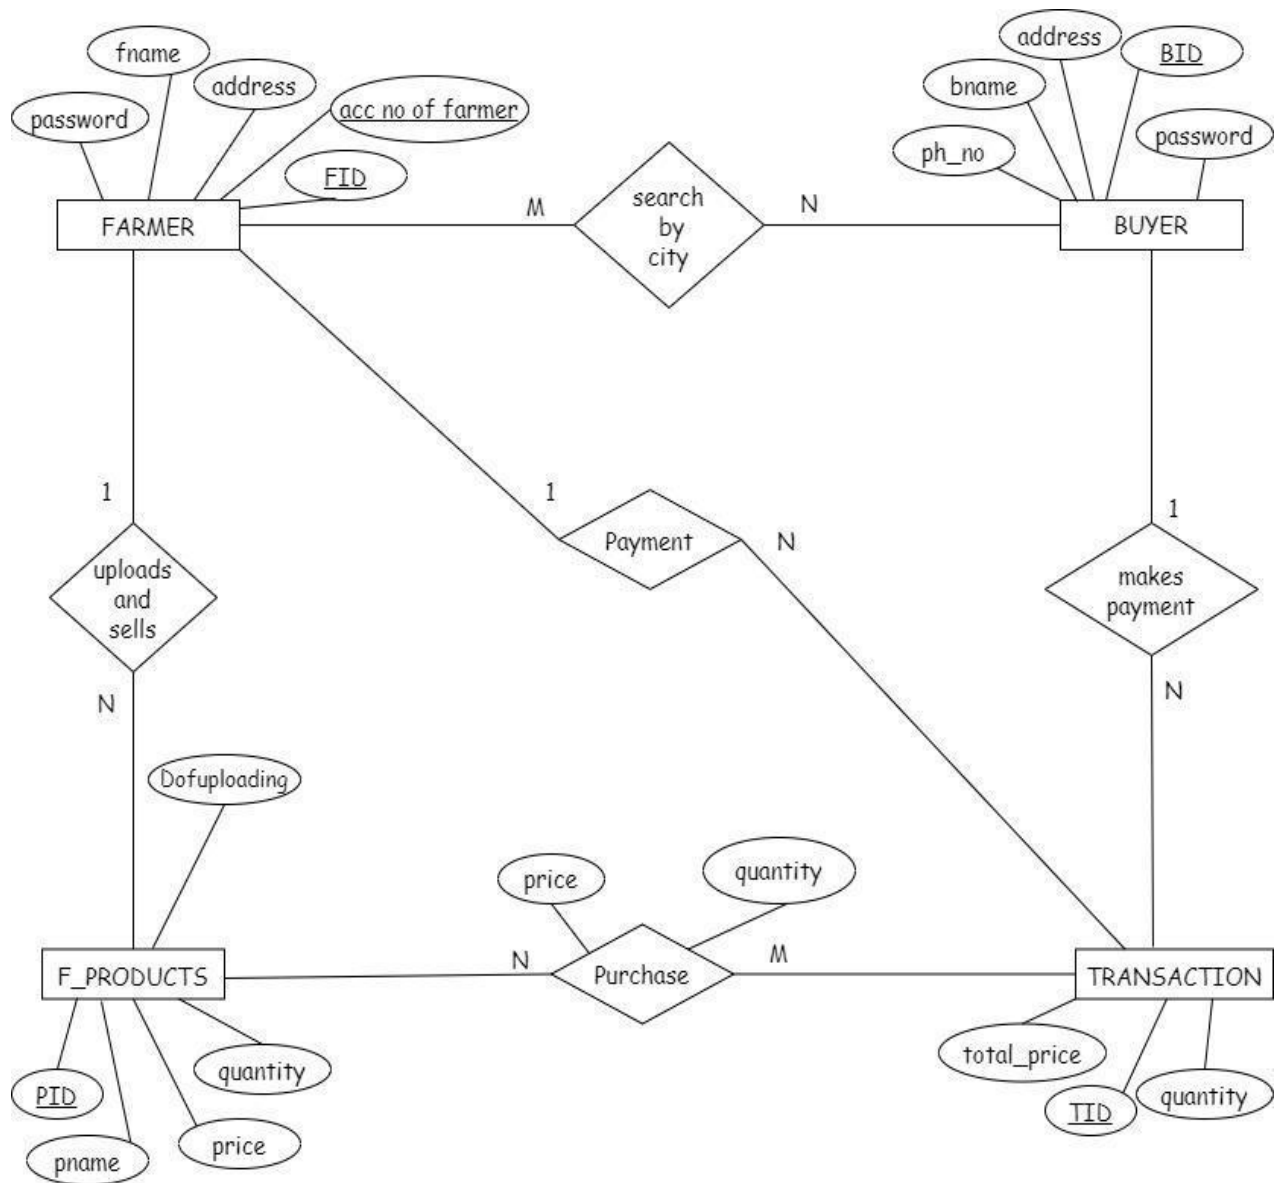 fname
address
BID
address
bname
acc no of farmer
password
password
ph_no
FID
M
search
by
city
N
FARMER
BUYER
1
1
1
Payment
N
uploads
and
sells
makes
payment
N
N
Dofuploading
price
quantity
F_PRODUCTS
N
Purchase
M
TRANSACTION
quantity
total_price
PID
TID
quantity
pname
price